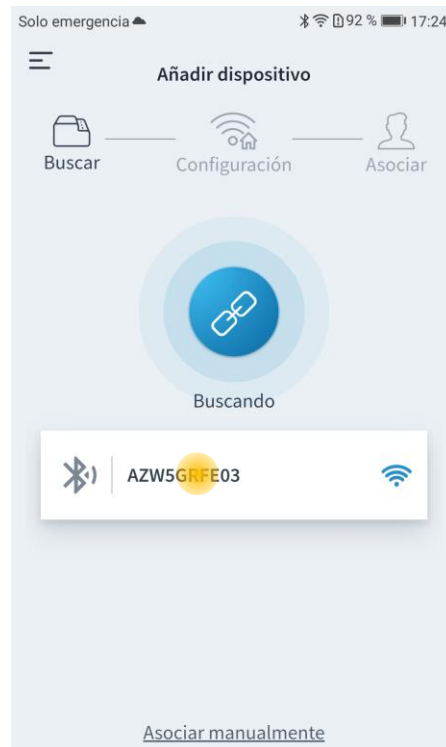 Solo emergencia 92 % 17:24
Añadir dispositivo
Buscar Configuración Asociar
Buscando
AZW5GRFE03
Asociar manualmente